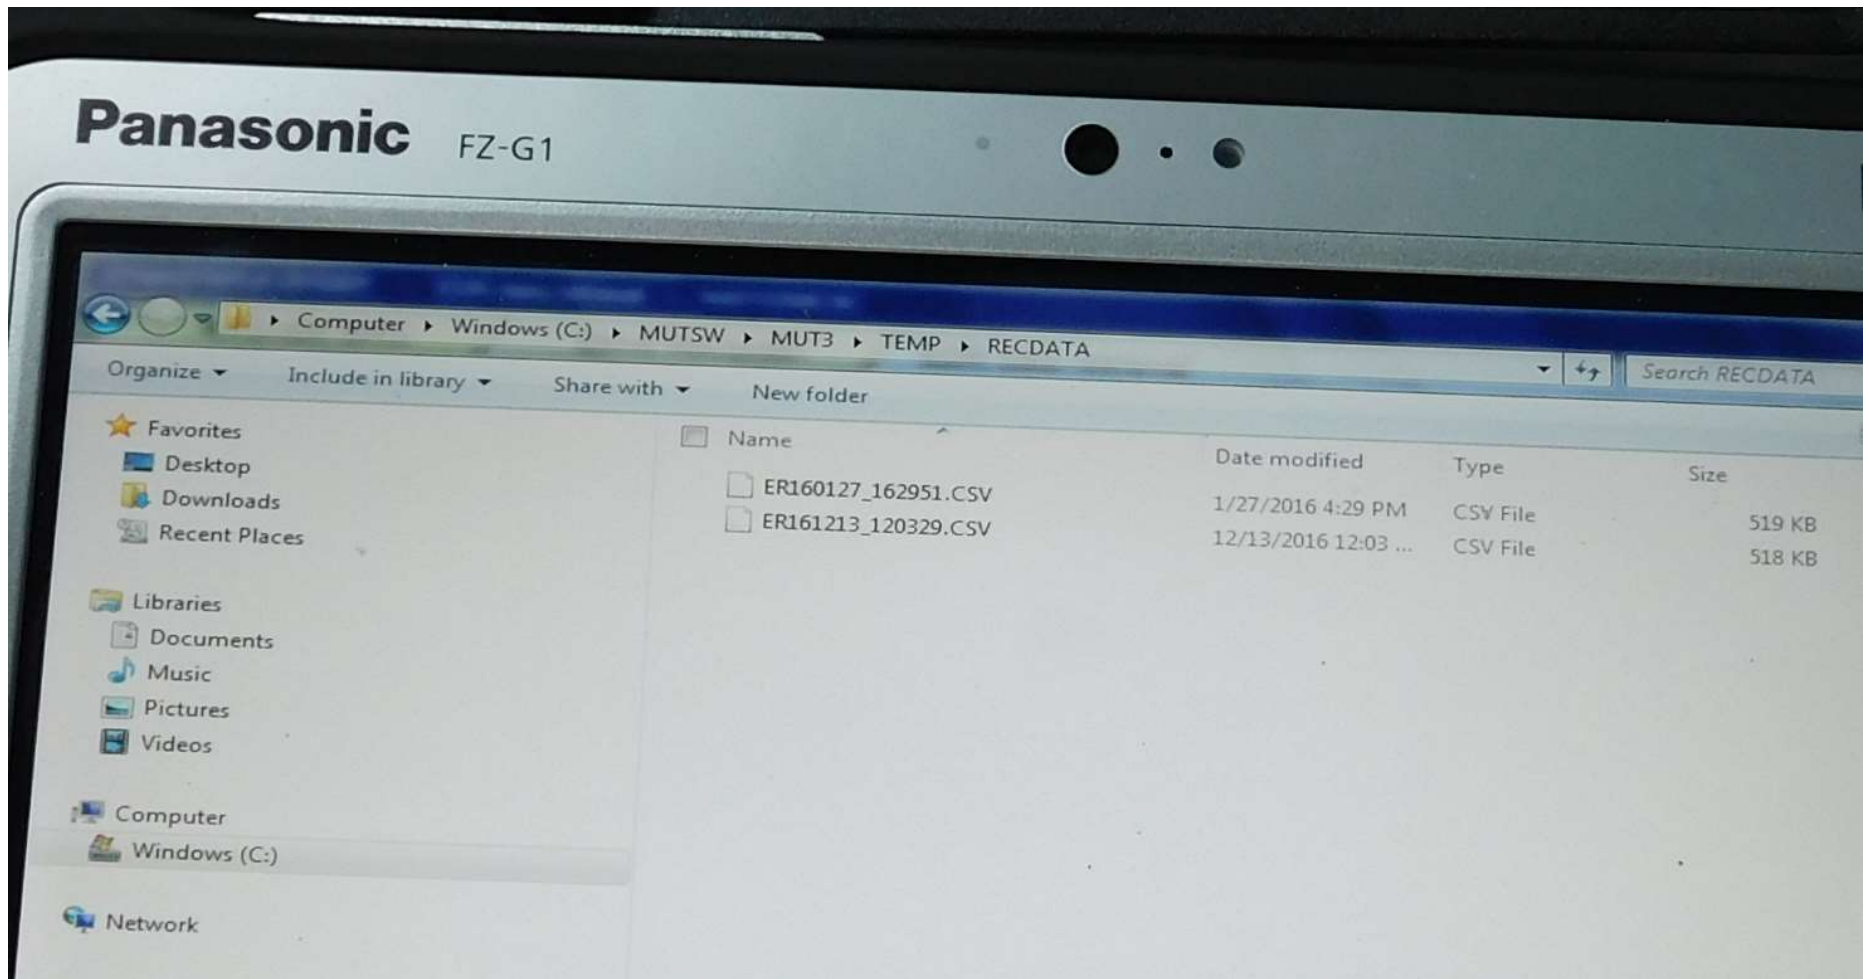 Panasonic FZ-G1
Computer Windows (C:) MUTSW MUT3 TEMP RECDATA
Search RECDATA
Organize Include in library Share with New folder
Favorites
Desktop
Downloads
Recent Places
Libraries
Documents
Music
Pictures
Videos
Computer
Windows (C:)
Network
Name Date modified Type Size
ER160127_162951.CSV 1/27/2016 4:29 PM CSV File 519 KB
ER161213_120329.CSV 12/13/2016 12:03 ... CSV File 518 KB